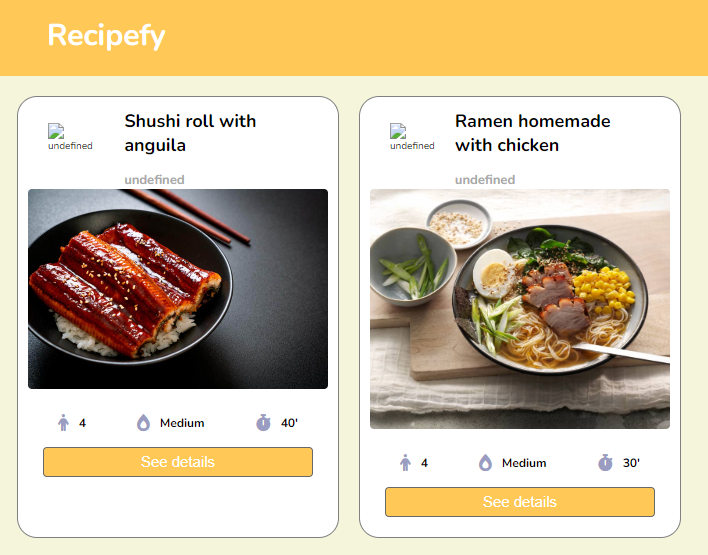 Recipefy
Shushi roll with
anguila
undefined
undefined
4
Medium
40'
See details
Ramen homemade
with chicken
undefined
undefined
4
Medium
30'
See details